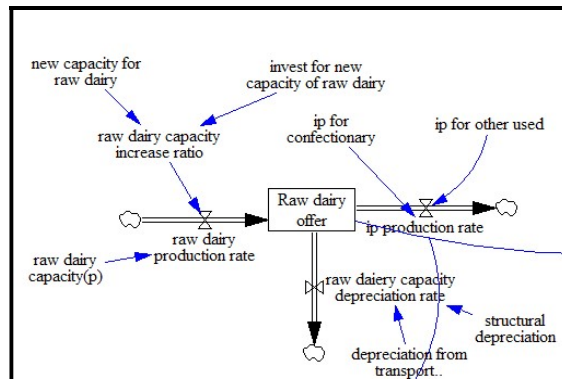 new capacity for
raw dairy
invest for new
capacity of raw dairy
raw dairy capacity
increase ratio
ip for
confectionary
ip for other used
Raw dairy
offer
raw dairy
production rate
ip production rate
raw dairy
capacity(p)
raw daiery capacity
depreciation rate
structural
depreciation
depreciation from
transport..